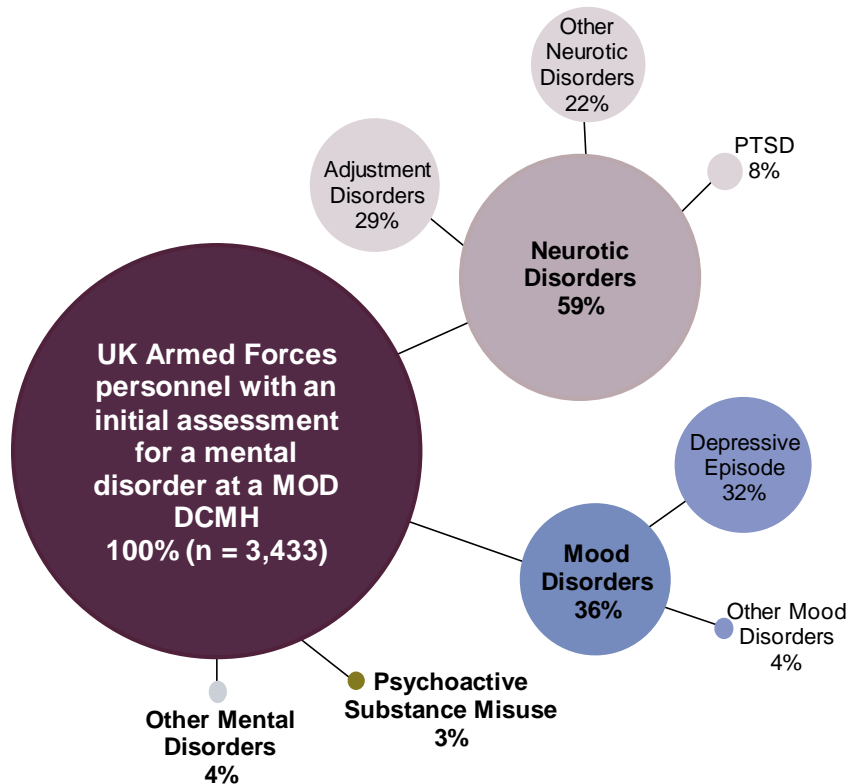 Other
Neurotic
Disorders
22%
PTSD
8%
Adjustment
Disorders
29%
Neurotic
Disorders
59%
UK Armed Forces
personnel with an
initial assessment
for a mental
disorder at a MOD
DCMH
100% (n = 3,433)
Depressive
Episode
32%
Mood
Disorders
36%
Other Mood
Disorders
4%
Psychoactive
Substance Misuse
3%
Other Mental
Disorders
4%